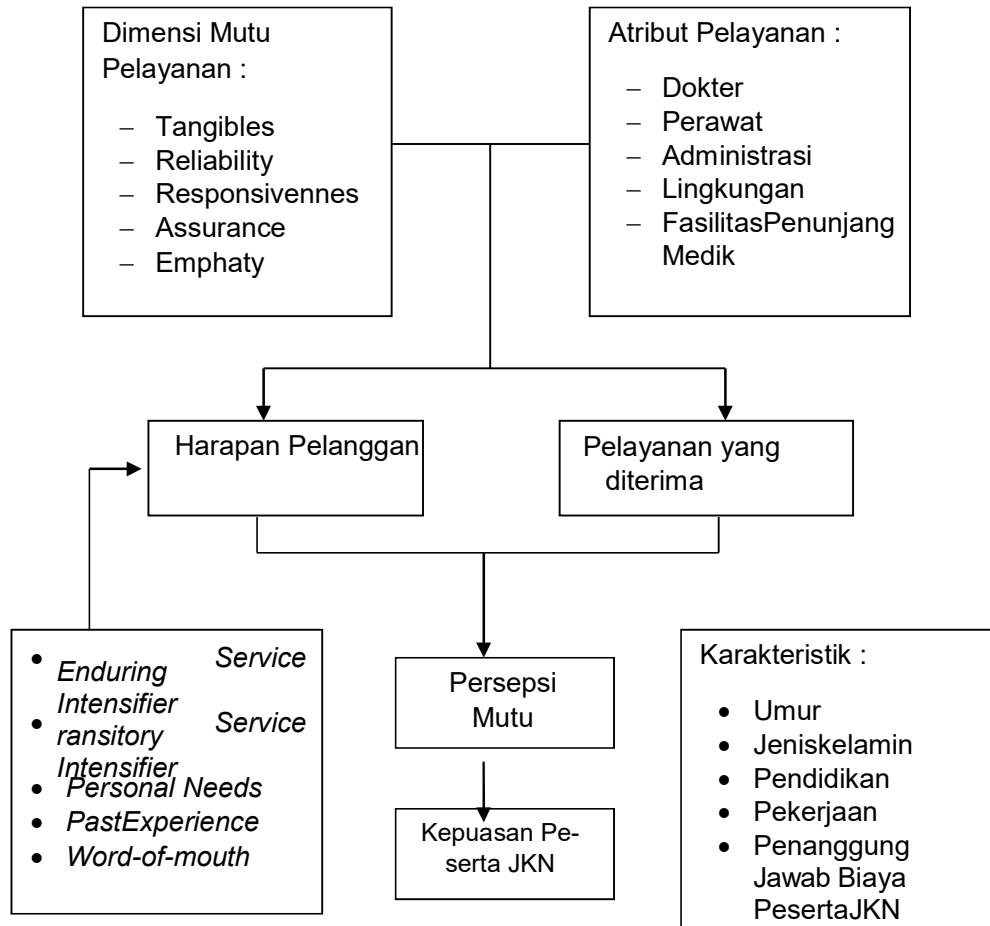 Dimensi Mutu
Pelayanan :
– Tangibles
– Reliability
– Responsivennes
– Assurance
– Emphaty
Atribut Pelayanan :
– Dokter
– Perawat
– Administrasi
– Lingkungan
– FasilitasPenunjang
Medik
Harapan Pelanggan
Pelayanan yang
diterima
• Enduring Service
Intensifier
• ransitory Service
Intensifier
• Personal Needs
• PastExperience
• Word-of-mouth
Persepsi
Mutu
Kepuasan Pe-
serta JKN
Karakteristik :
• Umur
• Jeniskelamin
• Pendidikan
• Pekerjaan
• Penanggung
Jawab Biaya
PesertaJKN